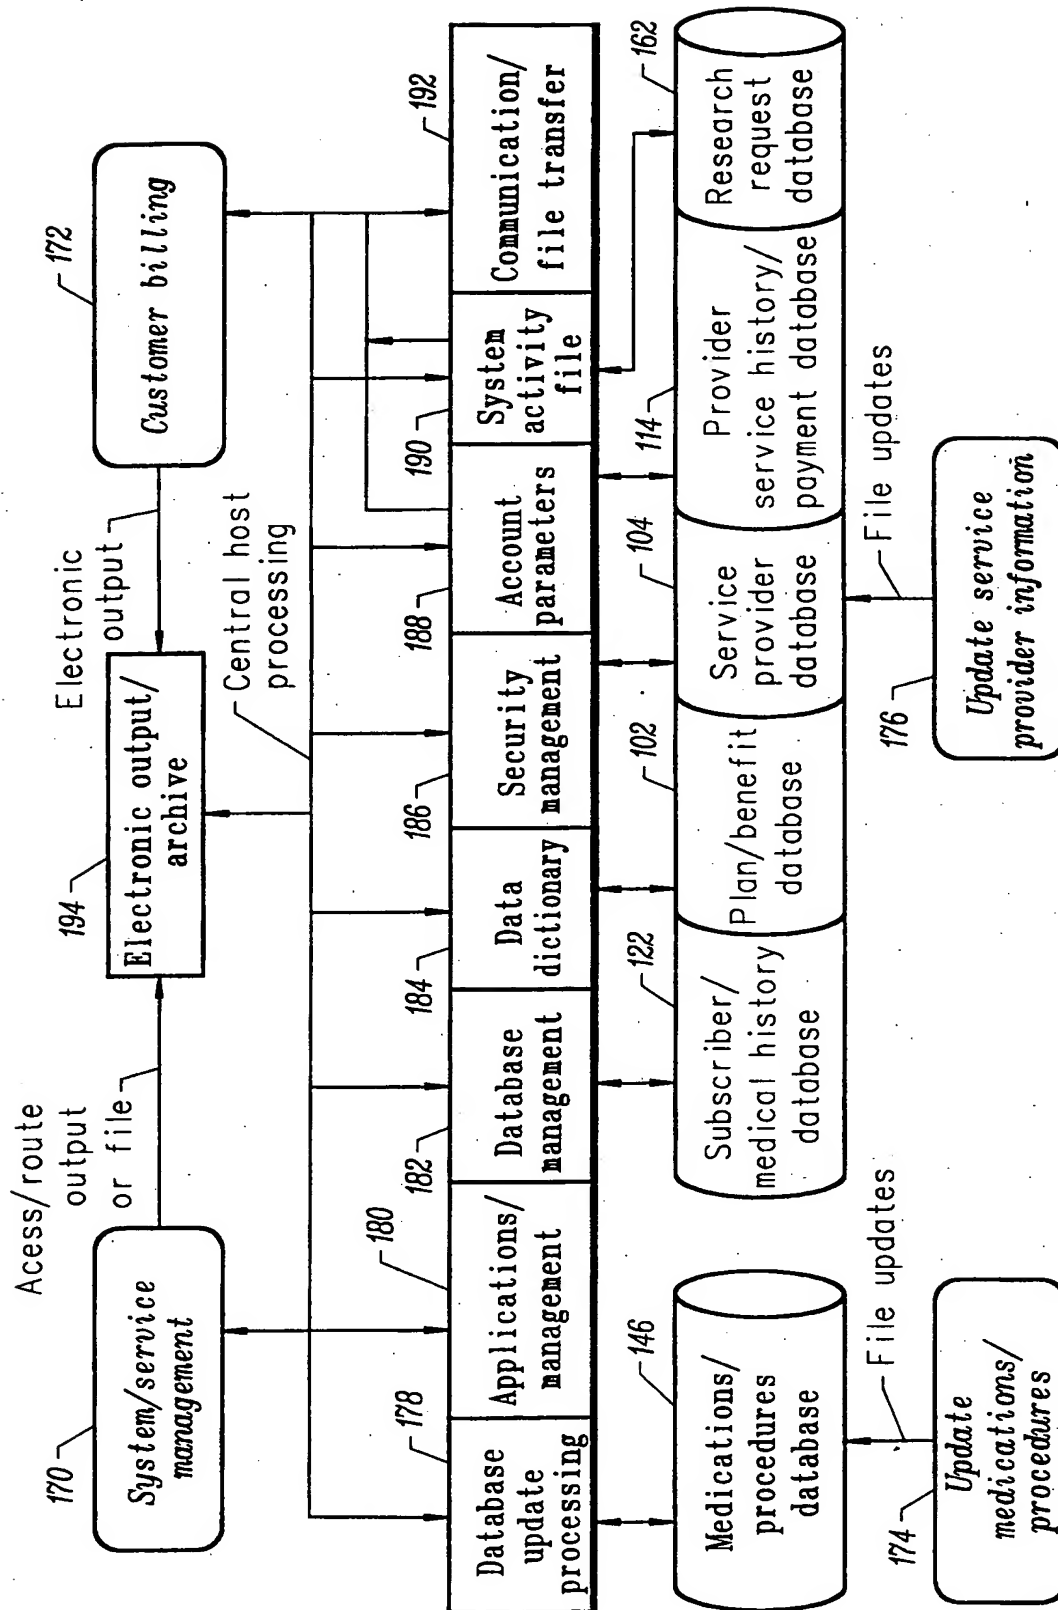 170
System/service
management
Acess/route
output
or file
194
Electronic output/
archive
Electronic
output
172
Customer billing
Central host
processing
178
Database
update
processing
180
Applications/
management
182
Database
management
184
Data
dictionary
186
Security
management
188
Account
parameters
190
System
activity
file
192
Communication/
file transfer
146
Medications/
procedures
database
122
Subscriber/
medical history
database
102
Plan/benefit
database
104
Service
provider
database
114
Provider
service history/
payment database
162
Research
request
database
File updates
174
Update
medications/
procedures
File updates
176
Update service
provider information